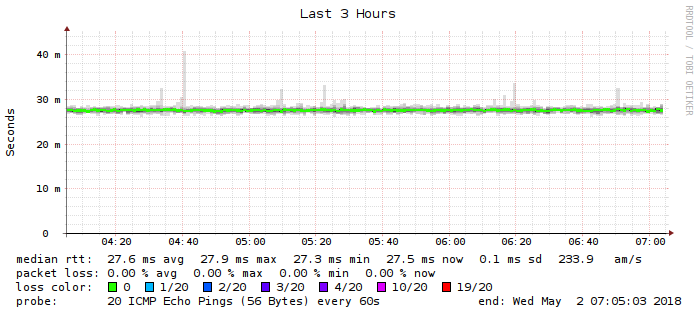 Last 3 Hours
RRDTOOL / TOBI OETIKER
Seconds
40 m
30 m
20 m
10 m
0
04:20 04:40 05:00 05:20 05:40 06:00 06:20 06:40 07:00
median rtt: 27.6 ms avg 27.9 ms max 27.3 ms min 27.5 ms now 0.1 ms sd 233.9 am/s
packet loss: 0.00 % avg 0.00 % max 0.00 % min 0.00 % now
loss color: 0 1/20 2/20 3/20 4/20 10/20 19/20
probe: 20 ICMP Echo Pings (56 Bytes) every 60s end: Wed May 2 07:05:03 2018